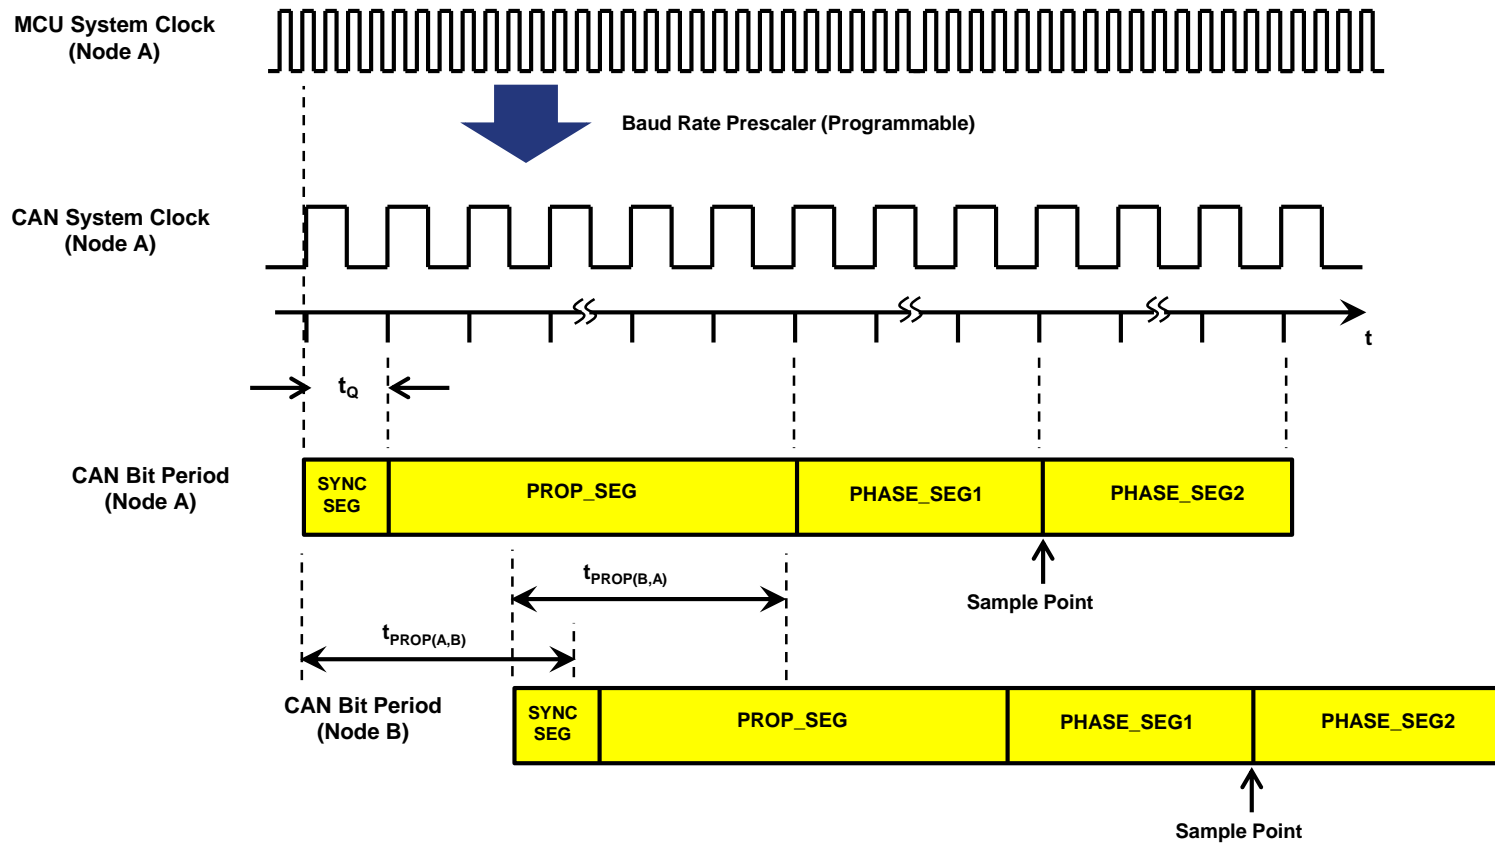 MCU System Clock
(Node A)
Baud Rate Prescaler (Programmable)
CAN System Clock
(Node A)
t
tQ
CAN Bit Period
(Node A)
SYNC
SEG
PROP_SEG
PHASE_SEG1
PHASE_SEG2
tPROP(B,A)
Sample Point
tPROP(A,B)
CAN Bit Period
(Node B)
SYNC
SEG
PROP_SEG
PHASE_SEG1
PHASE_SEG2
Sample Point